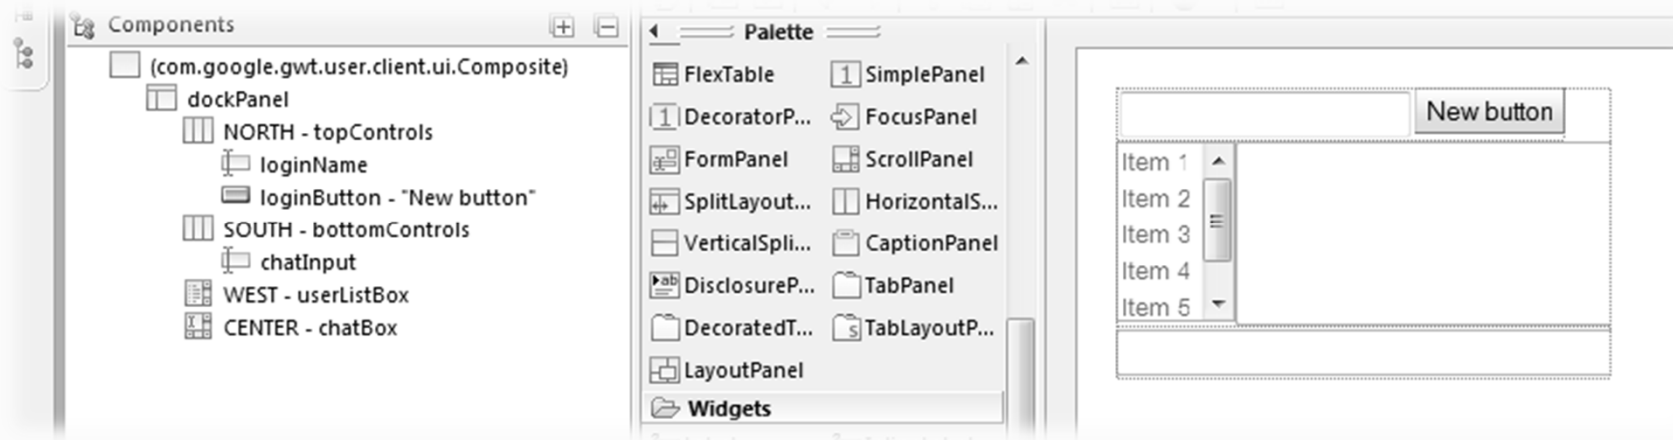 Components
(com.google.gwt.user.client.ui.Composite)
dockPanel
NORTH - topControls
loginName
loginButton - "New button"
SOUTH - bottomControls
chatInput
WEST - userListBox
CENTER - chatBox
Palette
FlexTable SimplePanel
DecoratorP... FocusPanel
FormPanel ScrollPanel
SplitLayout... HorizontalS...
VerticalSpli... CaptionPanel
DisclosureP... TabPanel
DecoratedT... TabLayoutP...
LayoutPanel
Widgets
New button
Item 1
Item 2
Item 3
Item 4
Item 5